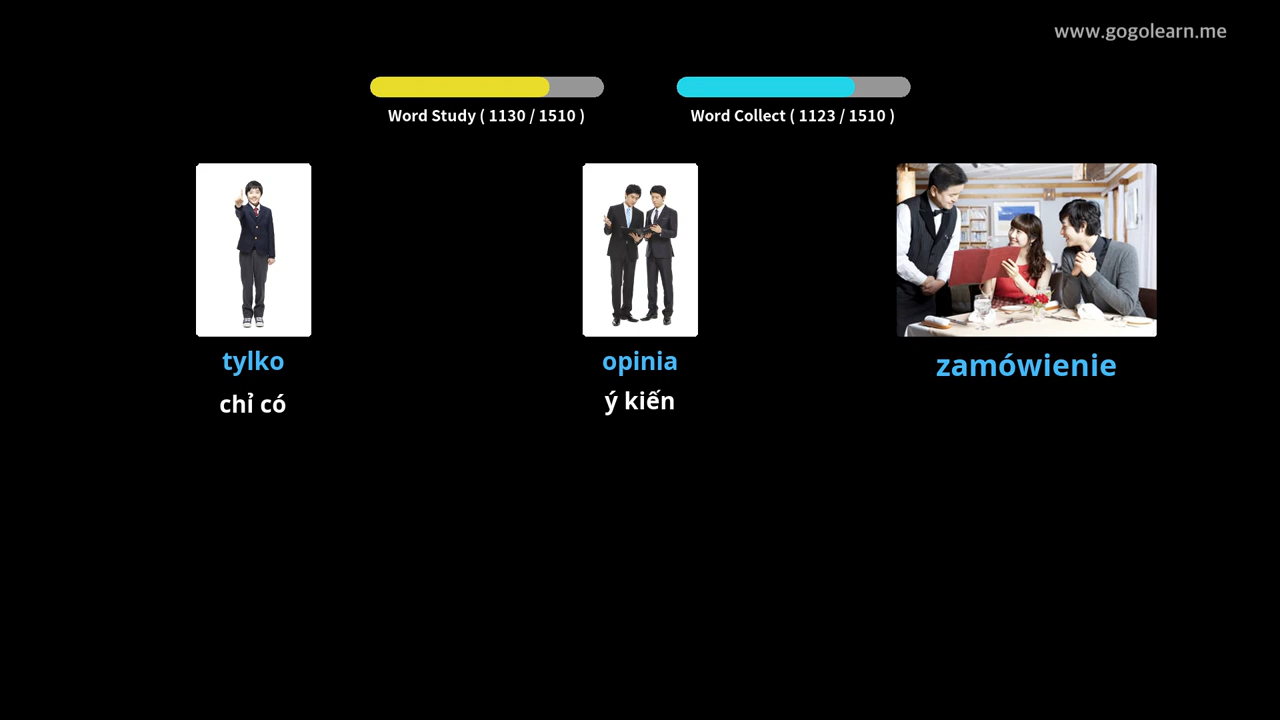 www.gogolearn.me
Word Study ( 1130 / 1510 )
Word Collect ( 1123 / 1510 )
tylko
opinia
zamówienie
chỉ có
ý kiến